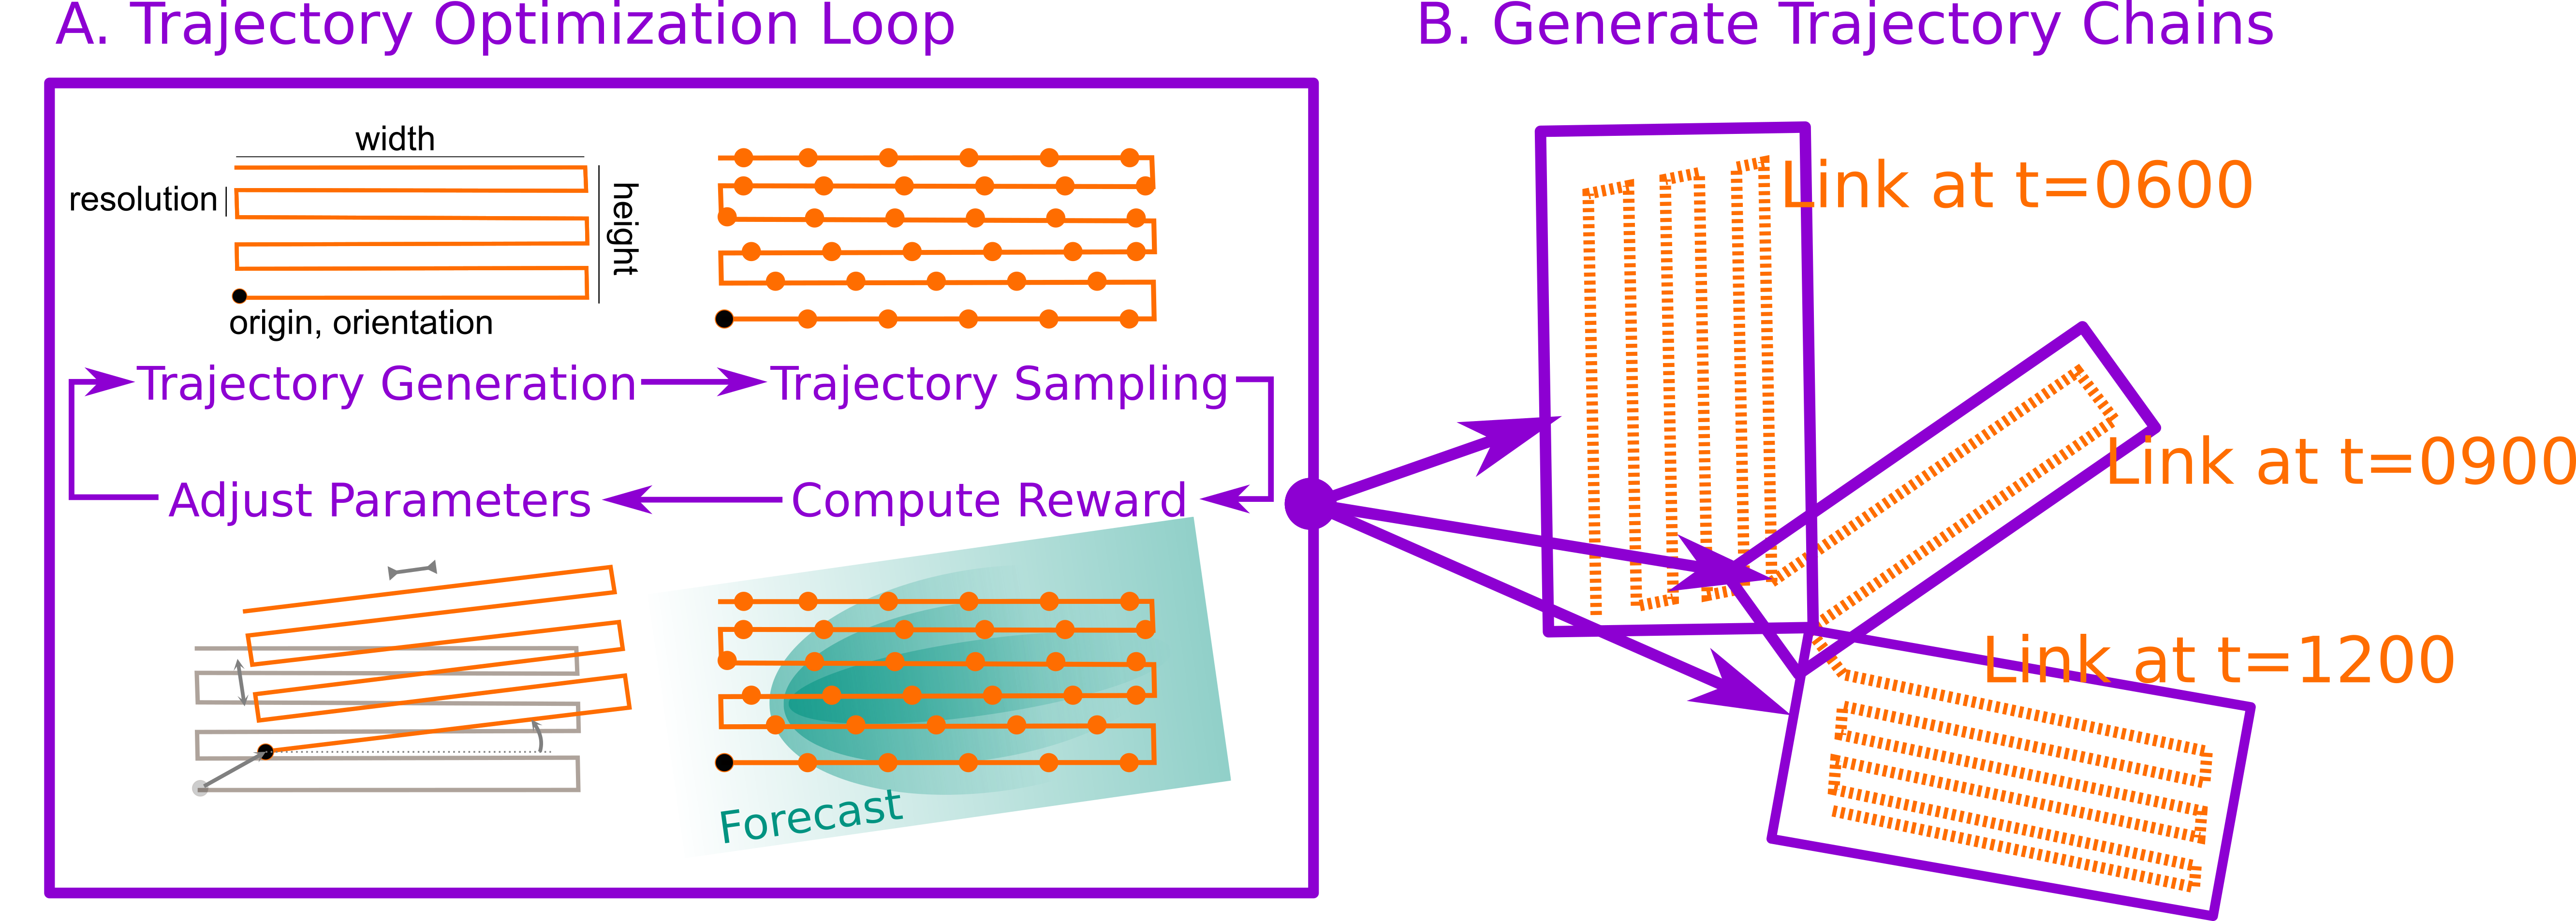 A. Trajectory Optimization Loop
B. Generate Trajectory Chains
width
resolution
height
origin, orientation
Trajectory Generation
Trajectory Sampling
Adjust Parameters
Compute Reward
Forecast
Link at t=0600
Link at t=0900
Link at t=1200